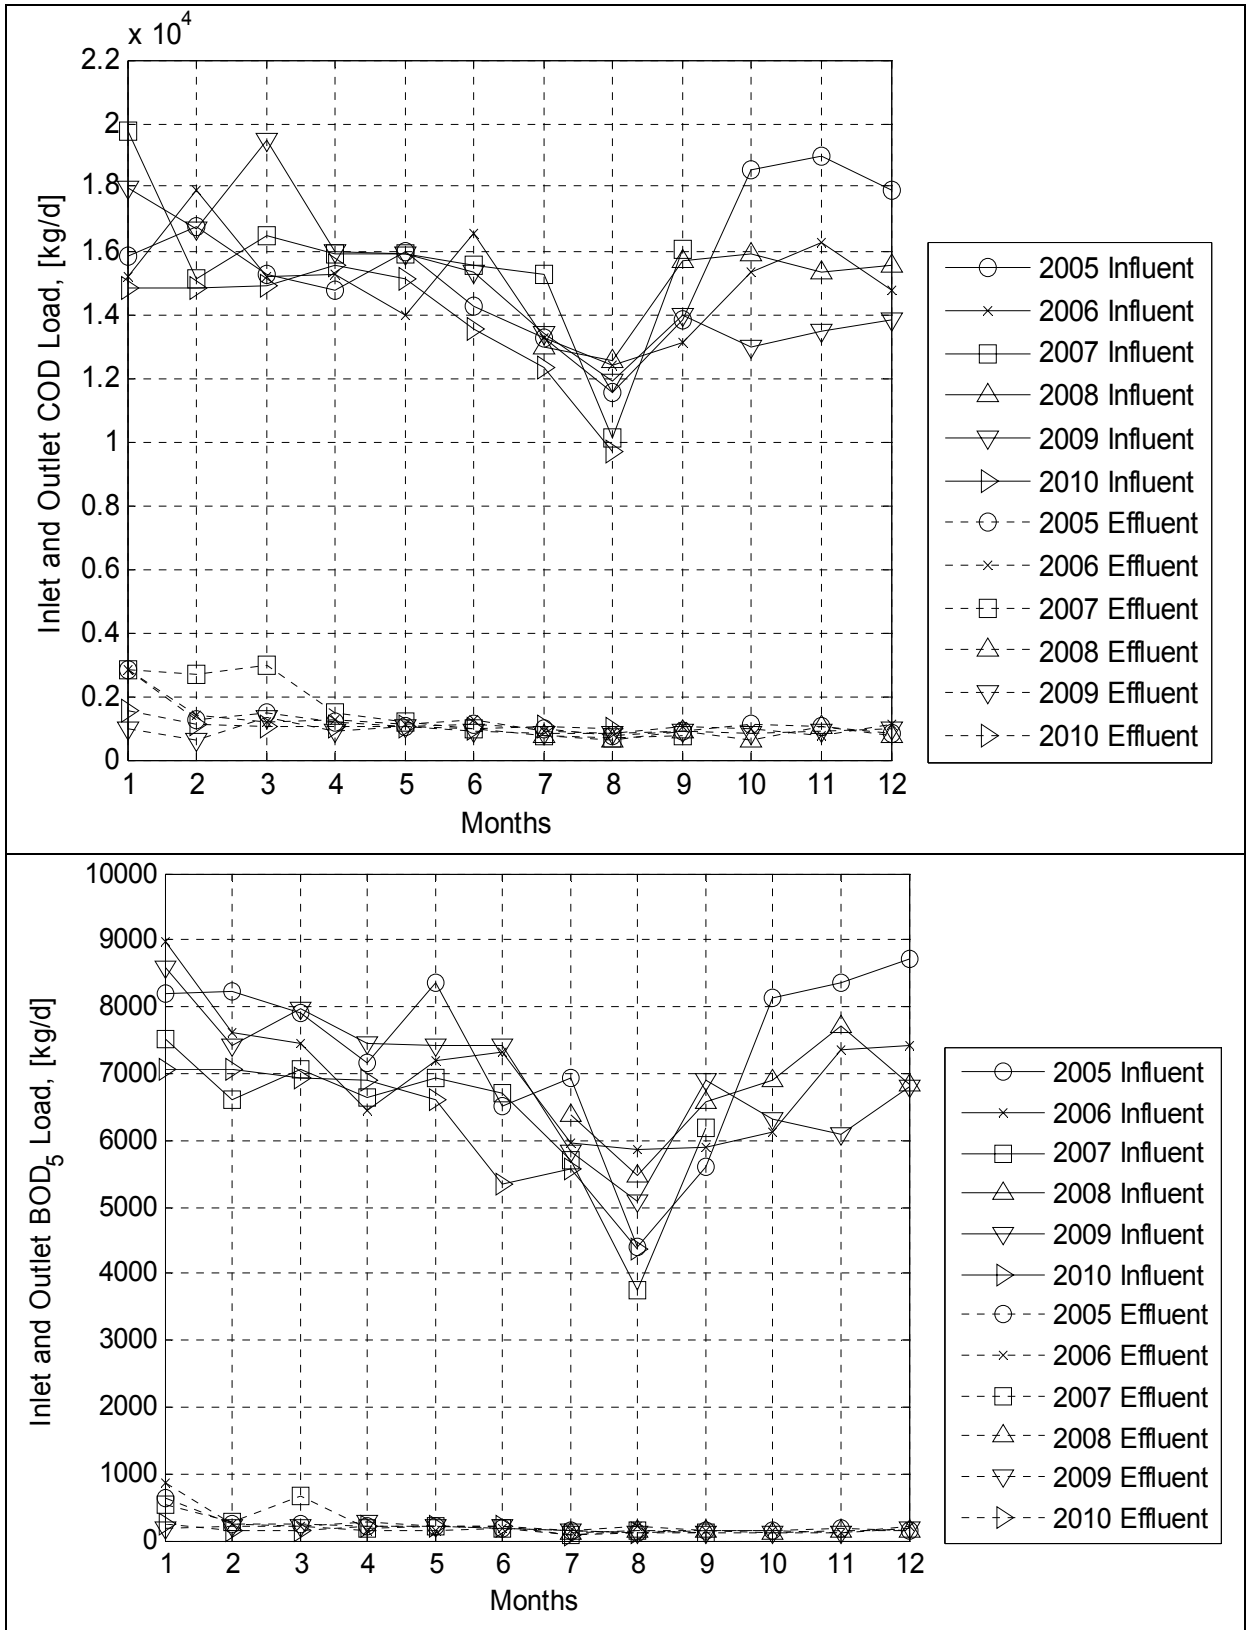 x 10^4
2.2
2
1.8
1.6
1.4
1.2
1
0.8
0.6
0.4
0.2
0
Inlet and Outlet COD Load, [kg/d]
1 2 3 4 5 6 7 8 9 10 11 12
Months
2005 Influent
2006 Influent
2007 Influent
2008 Influent
2009 Influent
2010 Influent
2005 Effluent
2006 Effluent
2007 Effluent
2008 Effluent
2009 Effluent
2010 Effluent
10000
9000
8000
7000
6000
5000
4000
3000
2000
1000
0
Inlet and Outlet BOD5 Load, [kg/d]
1 2 3 4 5 6 7 8 9 10 11 12
Months
2005 Influent
2006 Influent
2007 Influent
2008 Influent
2009 Influent
2010 Influent
2005 Effluent
2006 Effluent
2007 Effluent
2008 Effluent
2009 Effluent
2010 Effluent